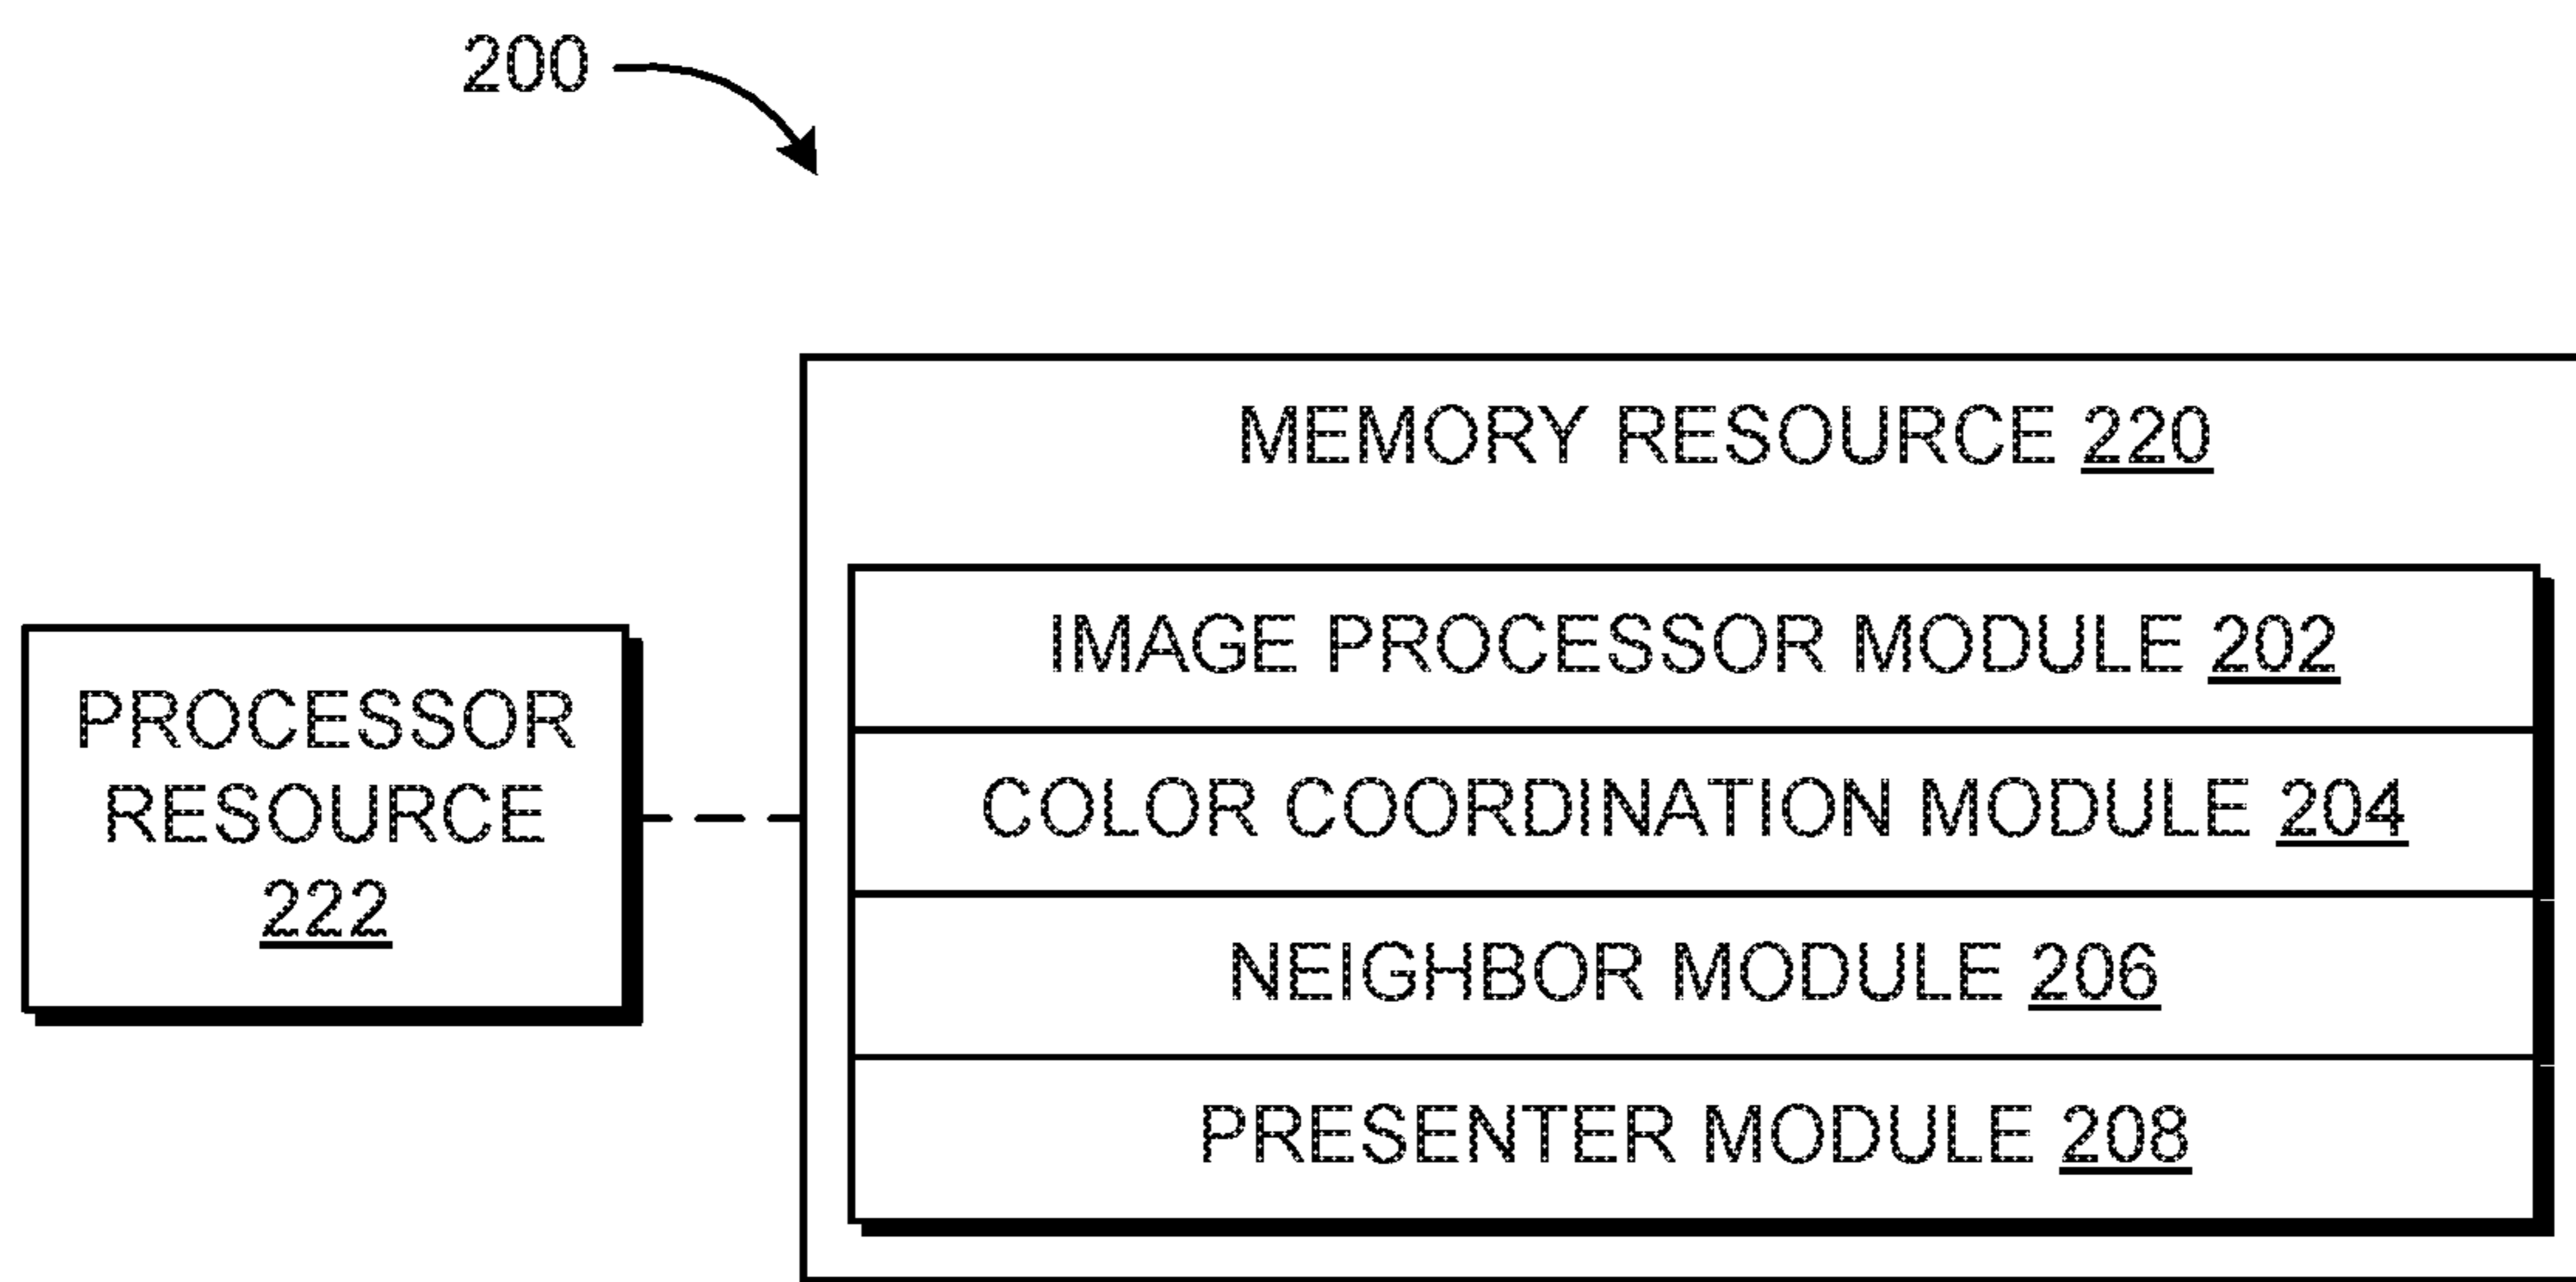 200
MEMORY RESOURCE 220
IMAGE PROCESSOR MODULE 202
COLOR COORDINATION MODULE 204
NEIGHBOR MODULE 206
PRESENTER MODULE 208
PROCESSOR
RESOURCE
222